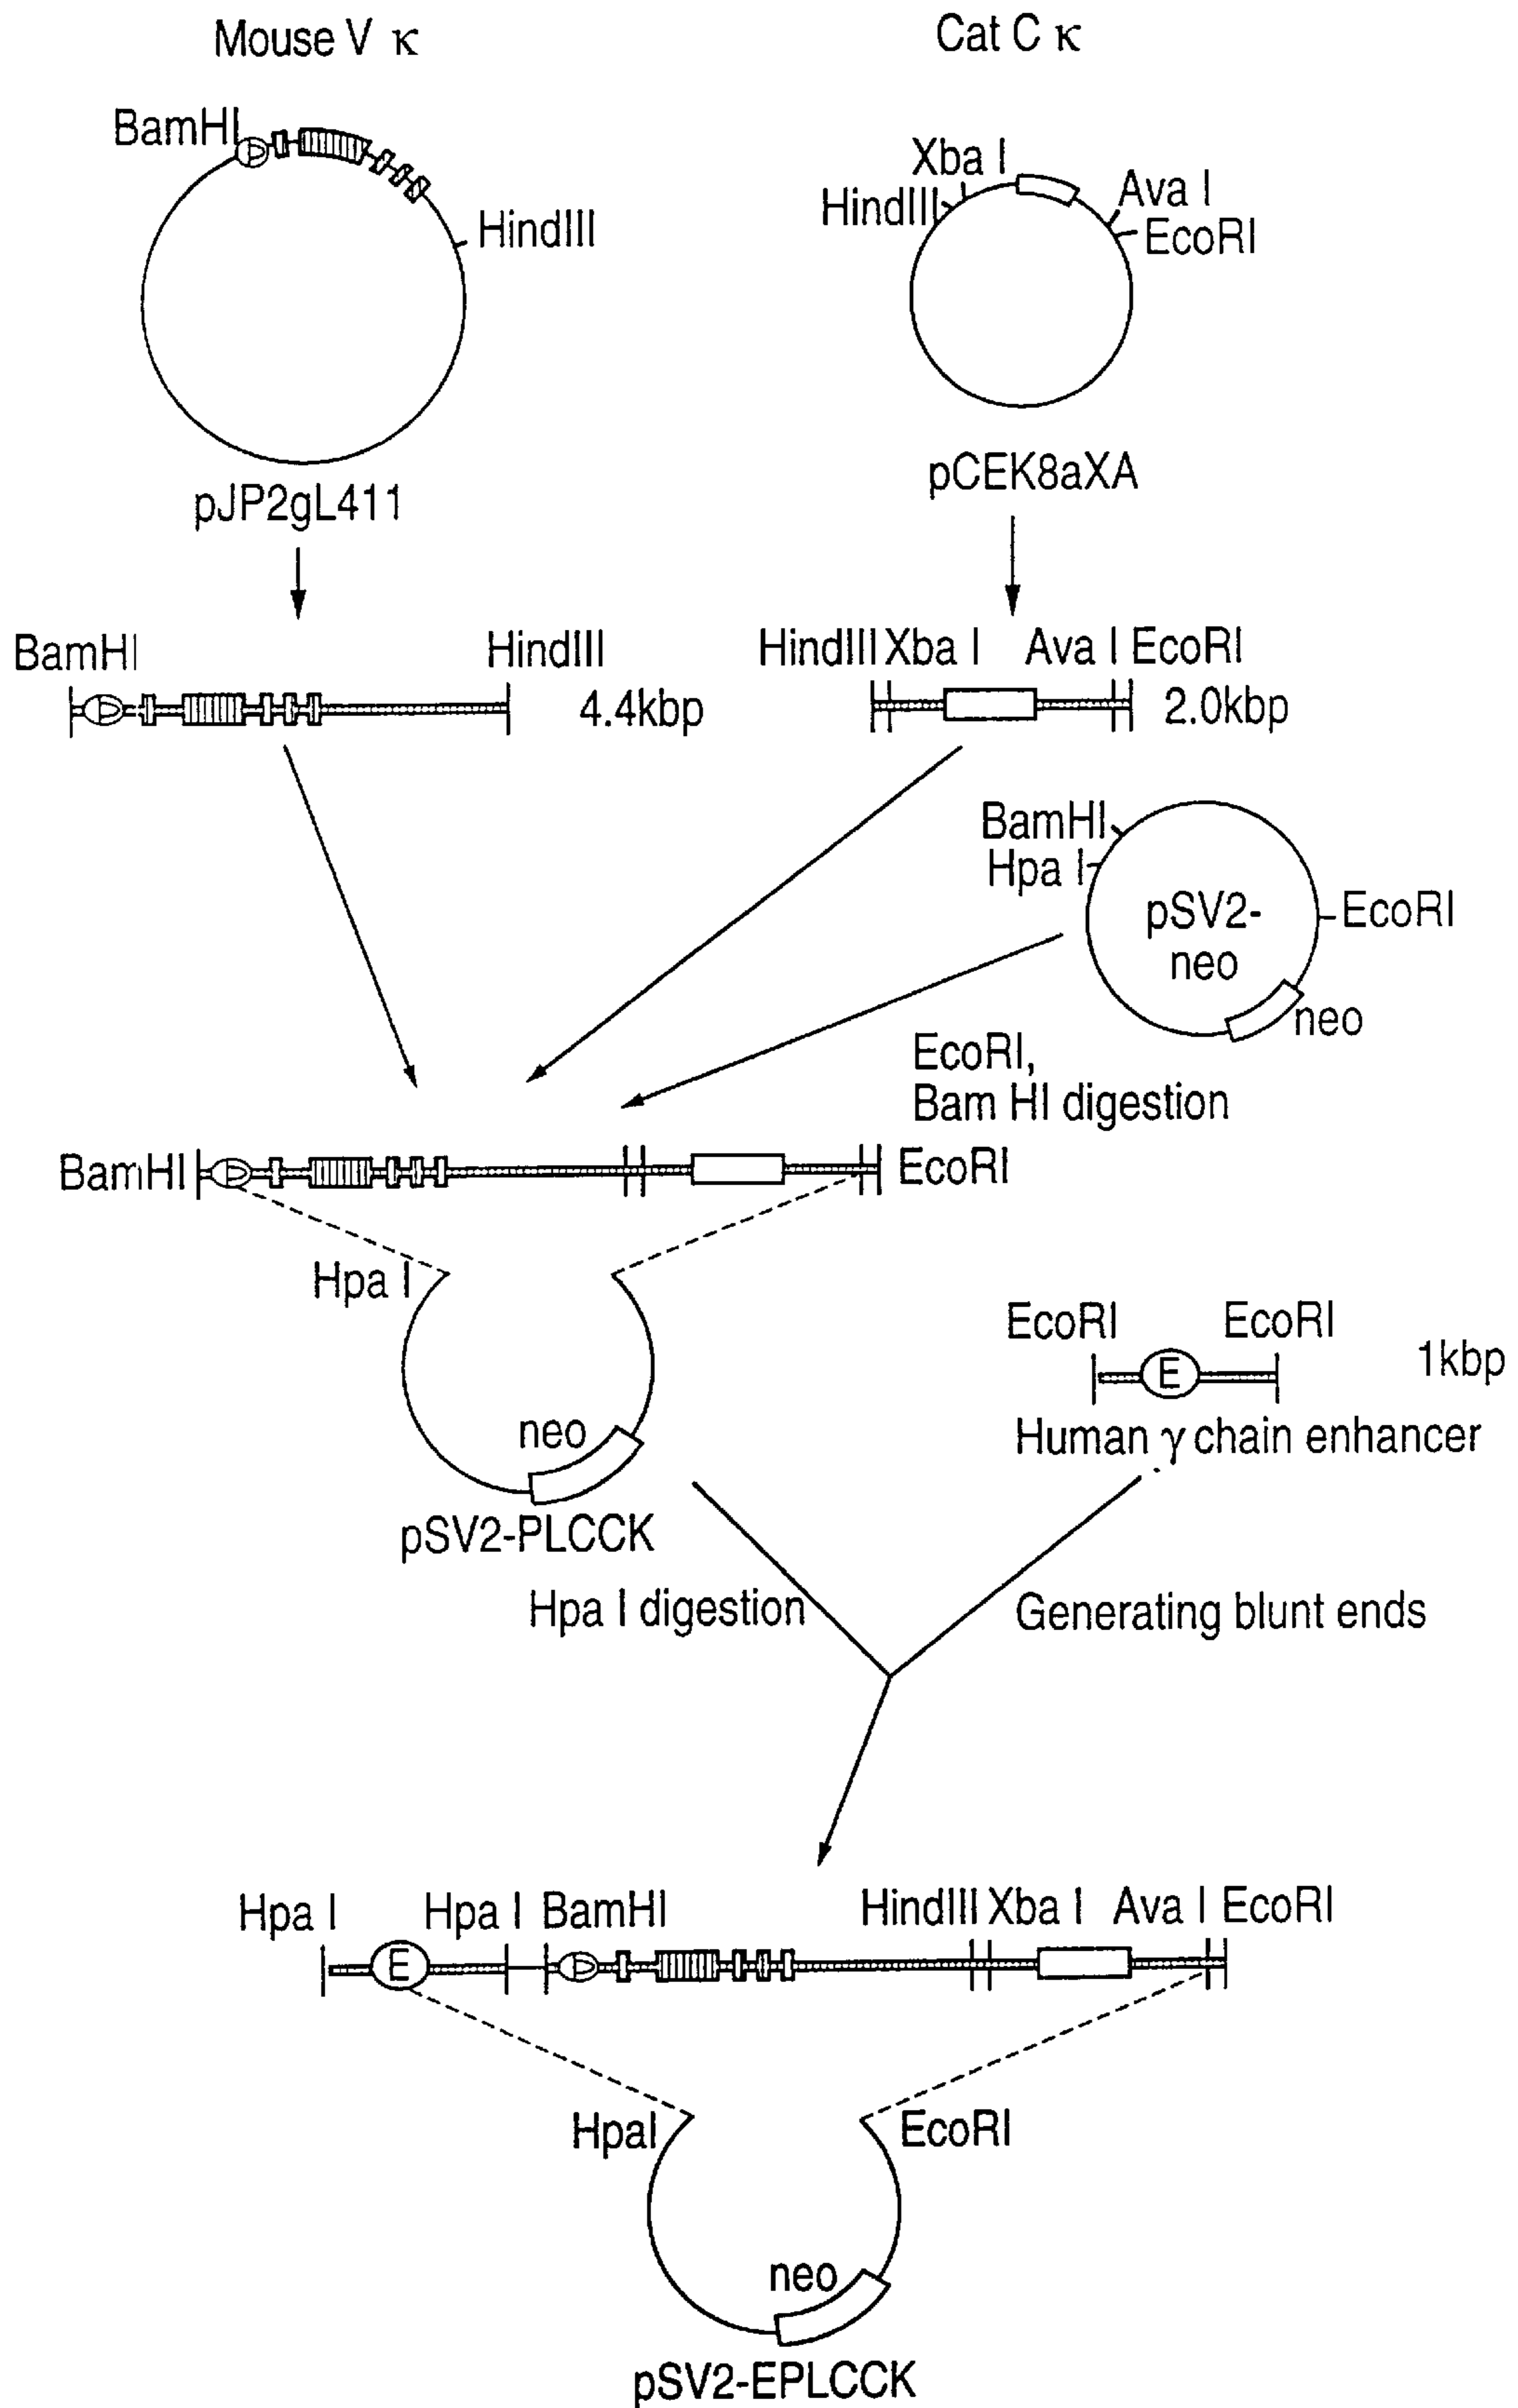 Mouse V κ
Cat C κ
BamHI
P
HindIII
Xba I
HindIII
Ava I
EcoRI
pJP2gL411
pCEK8aXA
BamHI
HindIII
P
4.4kbp
HindIII Xba I Ava I EcoRI
2.0kbp
BamHI
Hpa I
pSV2-
neo
EcoRI
neo
EcoRI,
Bam HI digestion
BamHI
P
EcoRI
Hpa I
neo
pSV2-PLCCK
EcoRI EcoRI
E
1kbp
Human γ chain enhancer
Hpa I digestion
Generating blunt ends
Hpa I Hpa I BamHI HindIII Xba I Ava I EcoRI
E
P
HpaI
EcoRI
neo
pSV2-EPLCCK